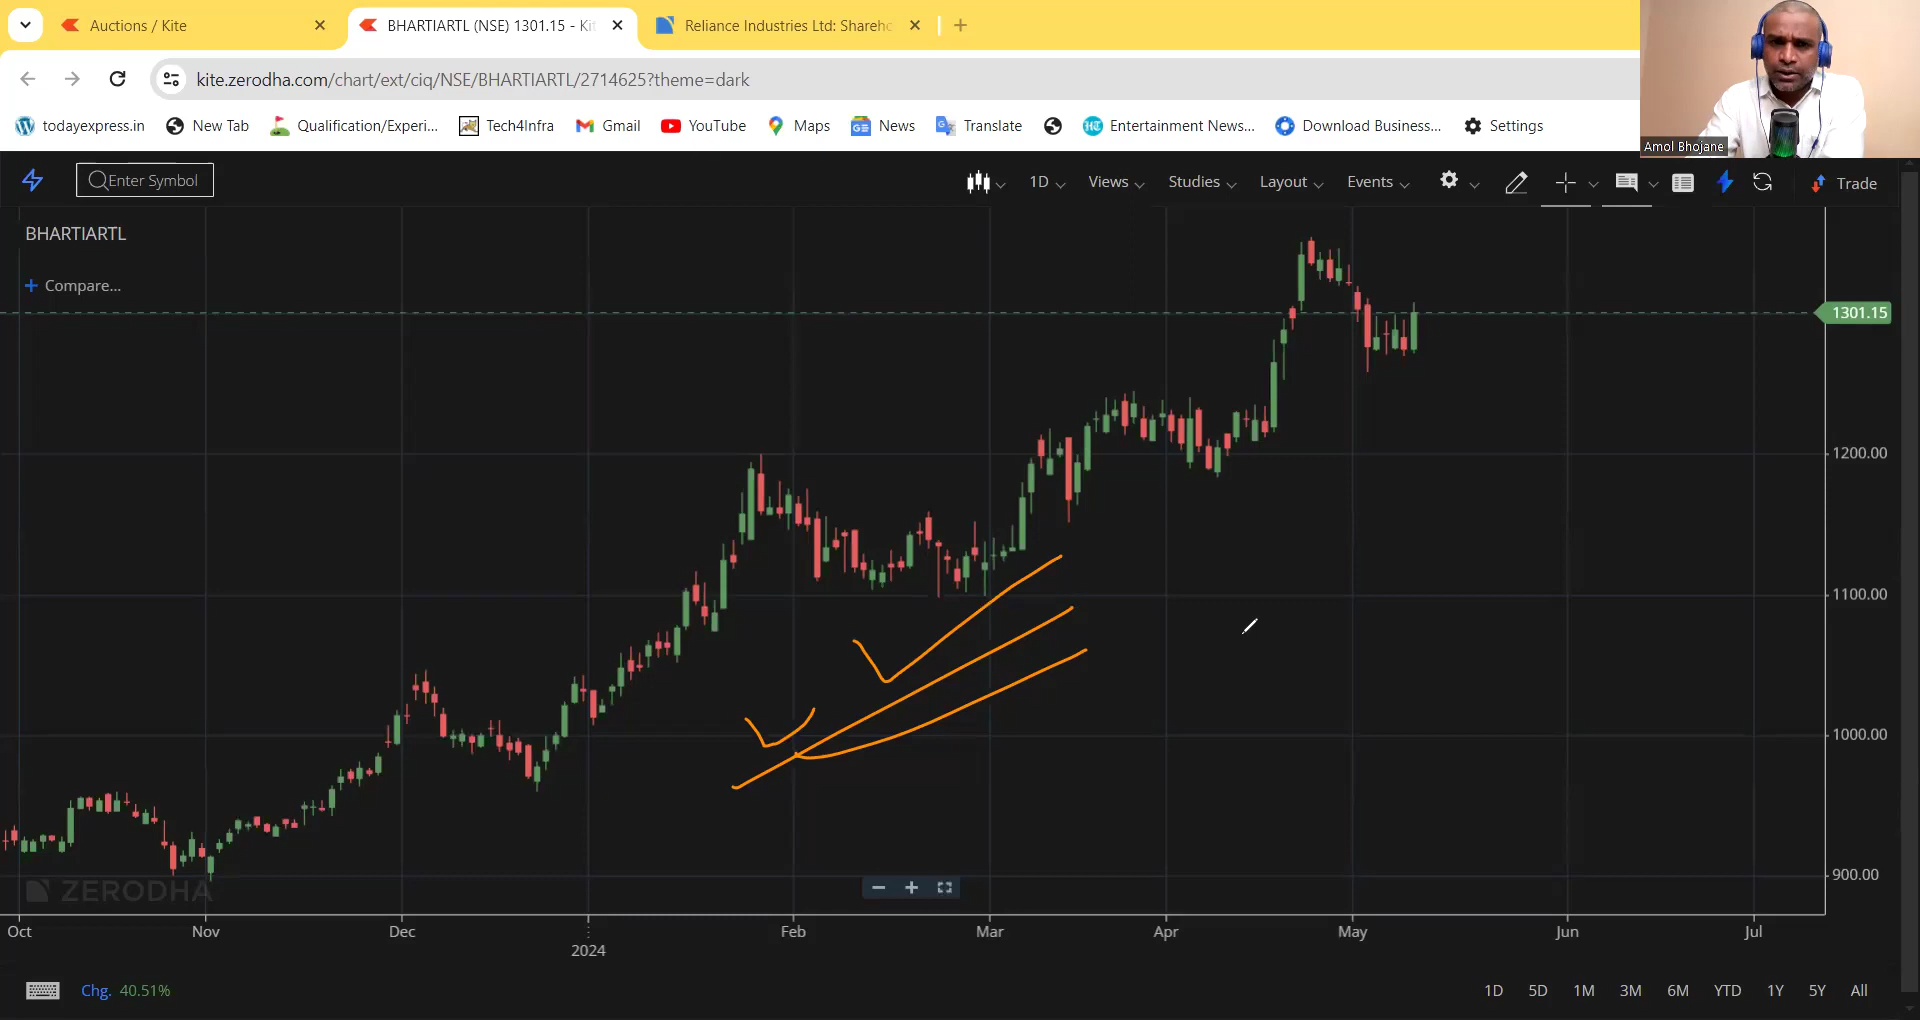 Auctions / Kite
BHARTIARTL (NSE) 1301.15 - Kit
Reliance Industries Ltd: Shareho
kite.zerodha.com/chart/ext/ciq/NSE/BHARTIARTL/2714625?theme=dark
todayexpress.in
New Tab
Qualification/Experi...
Tech4Infra
Gmail
YouTube
Maps
News
Translate
Entertainment News...
Download Business...
Settings
Amol Bhojane
Enter Symbol
1D
Views
Studies
Layout
Events
Trade
BHARTIARTL
+ Compare...
1301.15
1200.00
1100.00
1000.00
900.00
ZERODHA
Oct
Nov
Dec
2024
Feb
Mar
Apr
May
Jun
Jul
Chg. 40.51%
1D 5D 1M 3M 6M YTD 1Y 5Y All